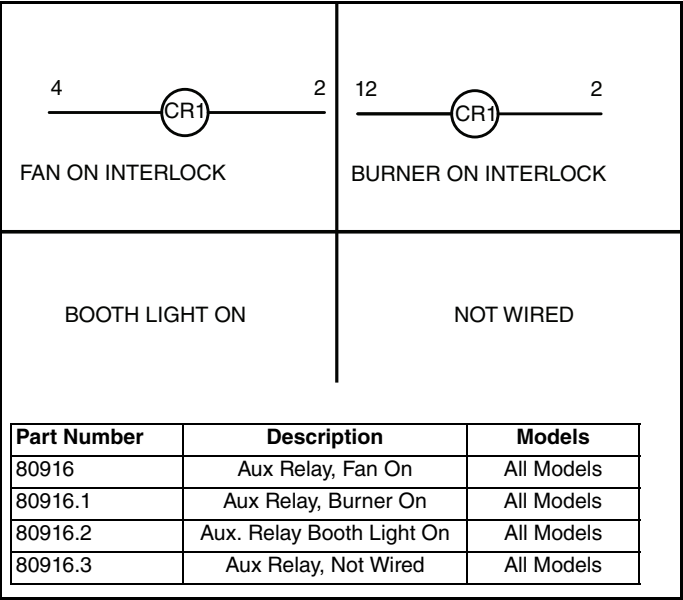 4 2 12 2
CR1 CR1
FAN ON INTERLOCK BURNER ON INTERLOCK
BOOTH LIGHT ON NOT WIRED
Part Number Description Models
80916 Aux Relay, Fan On All Models
80916.1 Aux Relay, Burner On All Models
80916.2 Aux. Relay Booth Light On All Models
80916.3 Aux Relay, Not Wired All Models